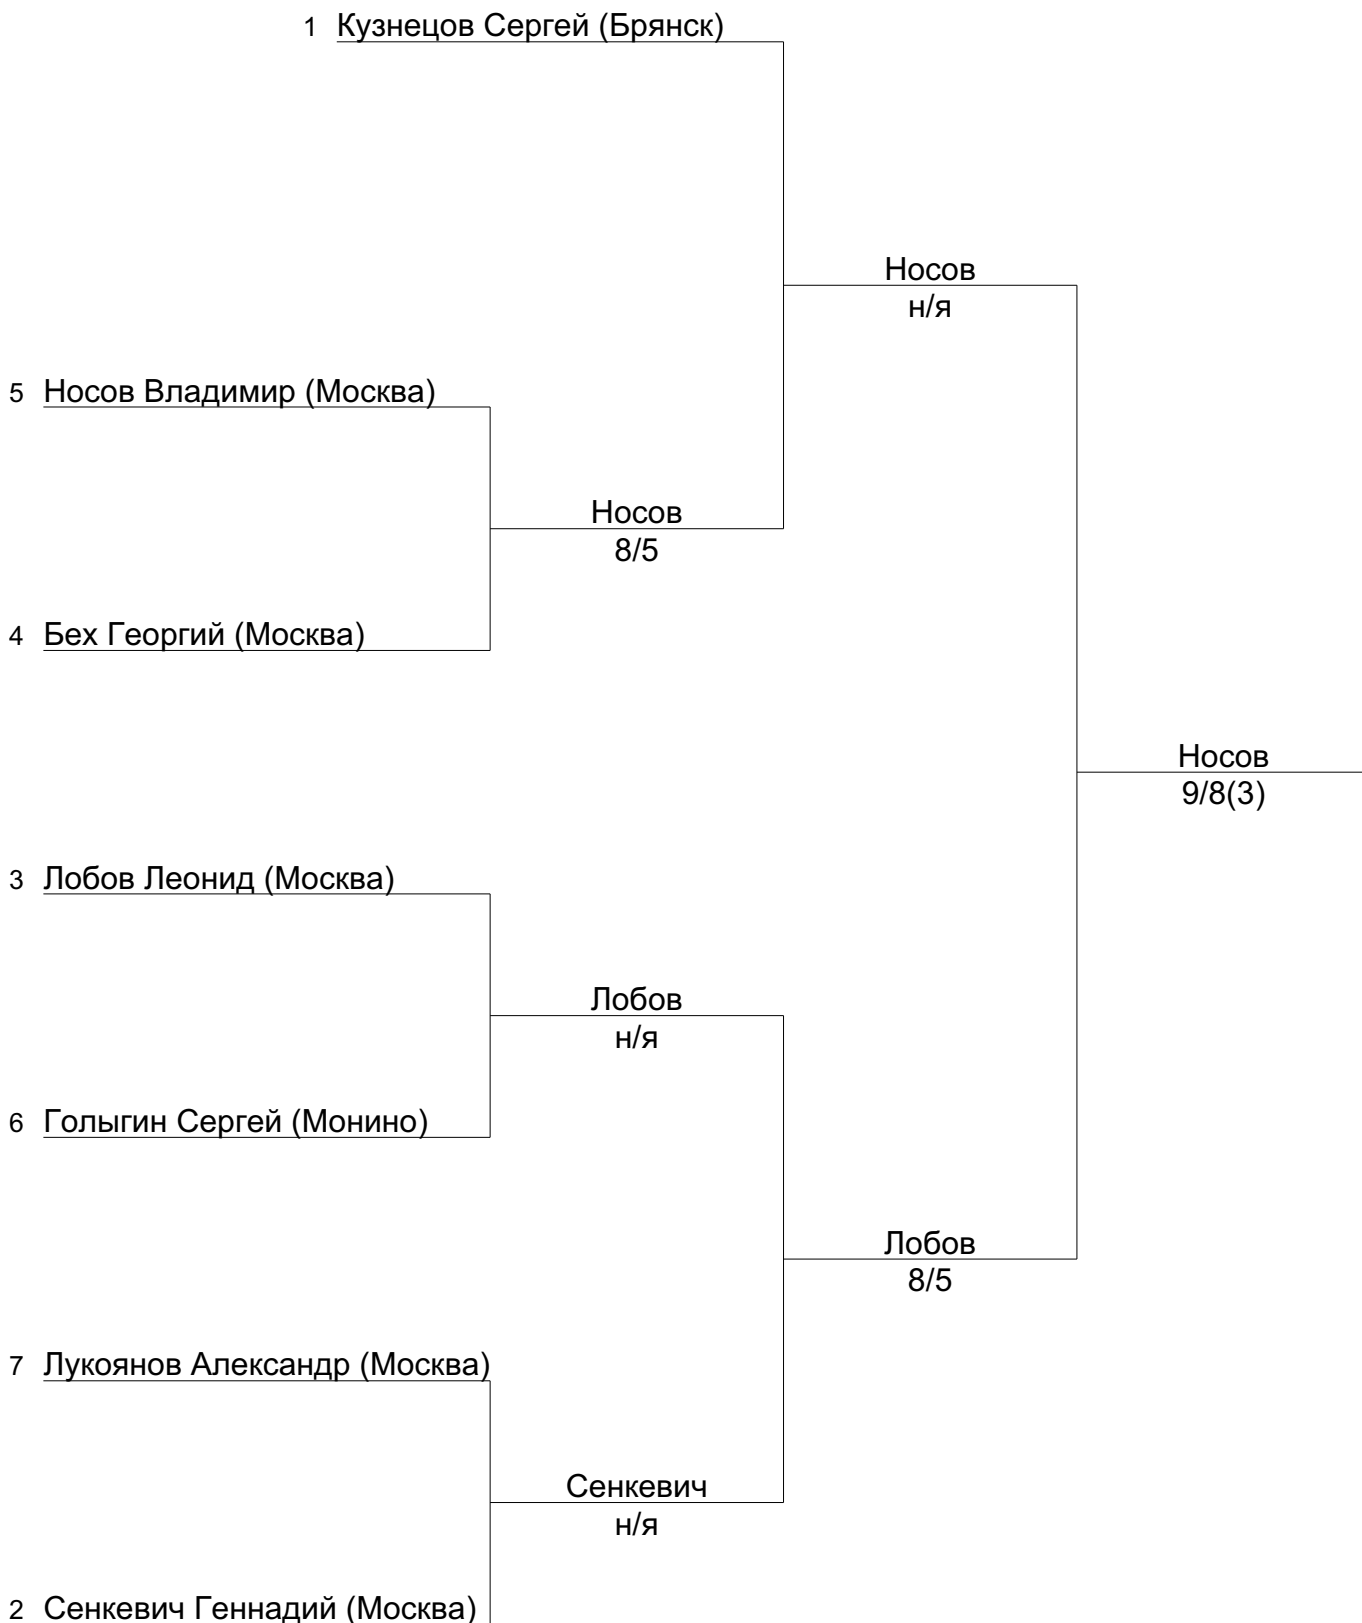 1 Кузнецов Сергей (Брянск)
Носов
н/я
5 Носов Владимир (Москва)
Носов
8/5
4 Бех Георгий (Москва)
Носов
9/8(3)
3 Лобов Леонид (Москва)
Лобов
н/я
6 Голыгин Сергей (Монино)
Лобов
8/5
7 Лукоянов Александр (Москва)
Сенкевич
н/я
2 Сенкевич Геннадий (Москва)